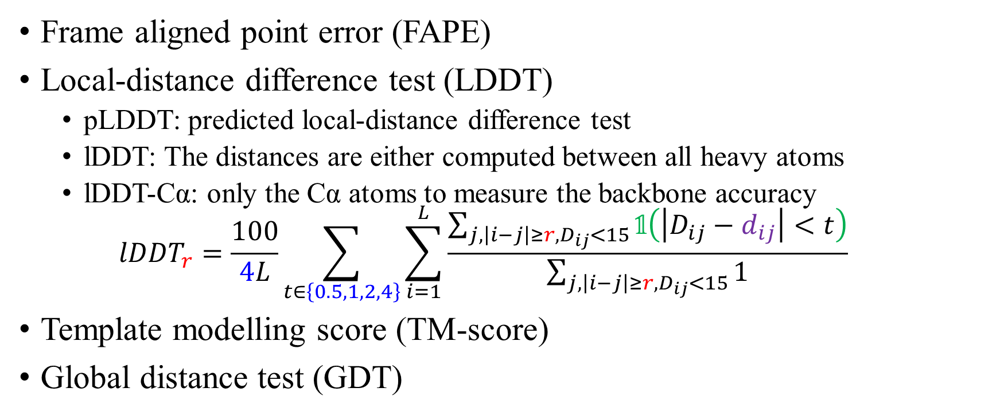 • Frame aligned point error (FAPE)
• Local-distance difference test (LDDT)
• pLDDT: predicted local-distance difference test
• lDDT: The distances are either computed between all heavy atoms
• lDDT-Cα: only the Cα atoms to measure the backbone accuracy
$lDDT_r = \frac{100}{4L} \sum_{t \in \{0.5,1,2,4\}} \sum_{i=1}^{L} \frac{\sum_{j,|i-j| \geq r, D_{ij} < 15} \mathbb{1}(|D_{ij} - d_{ij}| < t)}{\sum_{j,|i-j| \geq r, D_{ij} < 15} 1}$
• Template modelling score (TM-score)
• Global distance test (GDT)